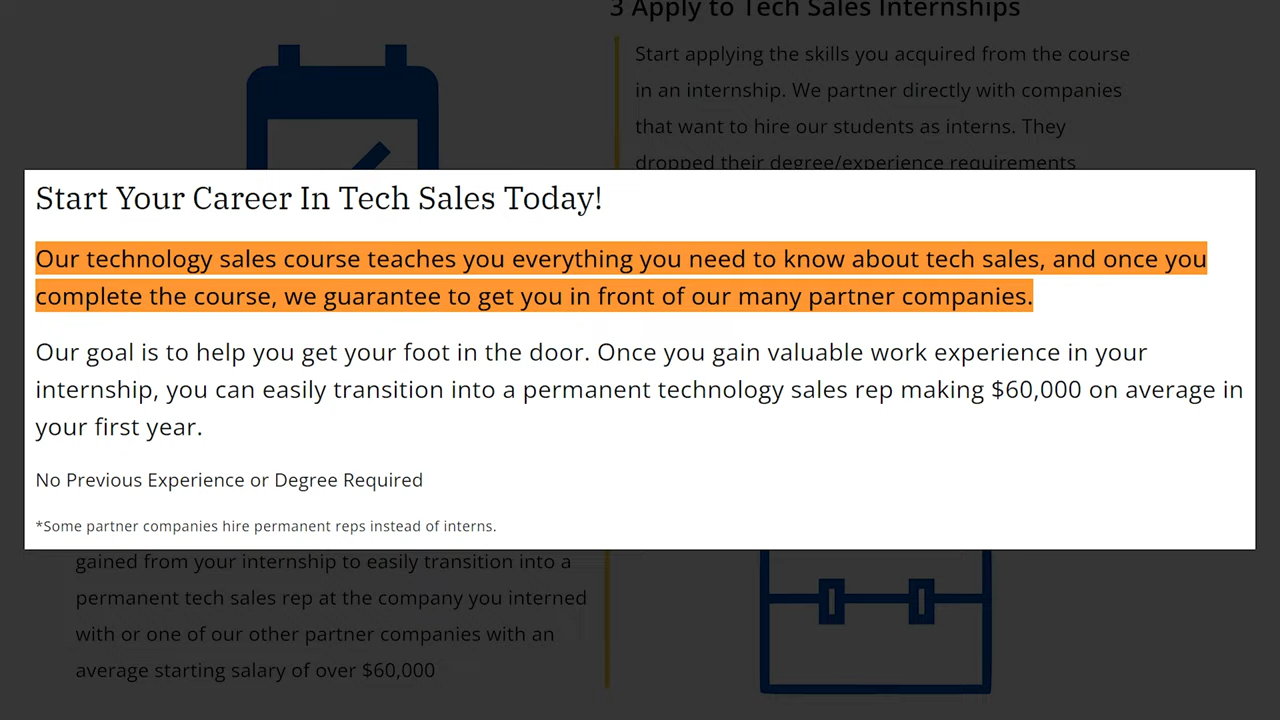 3 Apply to Tech Sales Internships
Start applying the skills you acquired from the course
in an internship. We partner directly with companies
that want to hire our students as interns. They
dropped their degree/experience requirements
Start Your Career In Tech Sales Today!
Our technology sales course teaches you everything you need to know about tech sales, and once you
complete the course, we guarantee to get you in front of our many partner companies.
Our goal is to help you get your foot in the door. Once you gain valuable work experience in your
internship, you can easily transition into a permanent technology sales rep making $60,000 on average in
your first year.
No Previous Experience or Degree Required
*Some partner companies hire permanent reps instead of interns.
gained from your internship to easily transition into a
permanent tech sales rep at the company you interned
with or one of our other partner companies with an
average starting salary of over $60,000